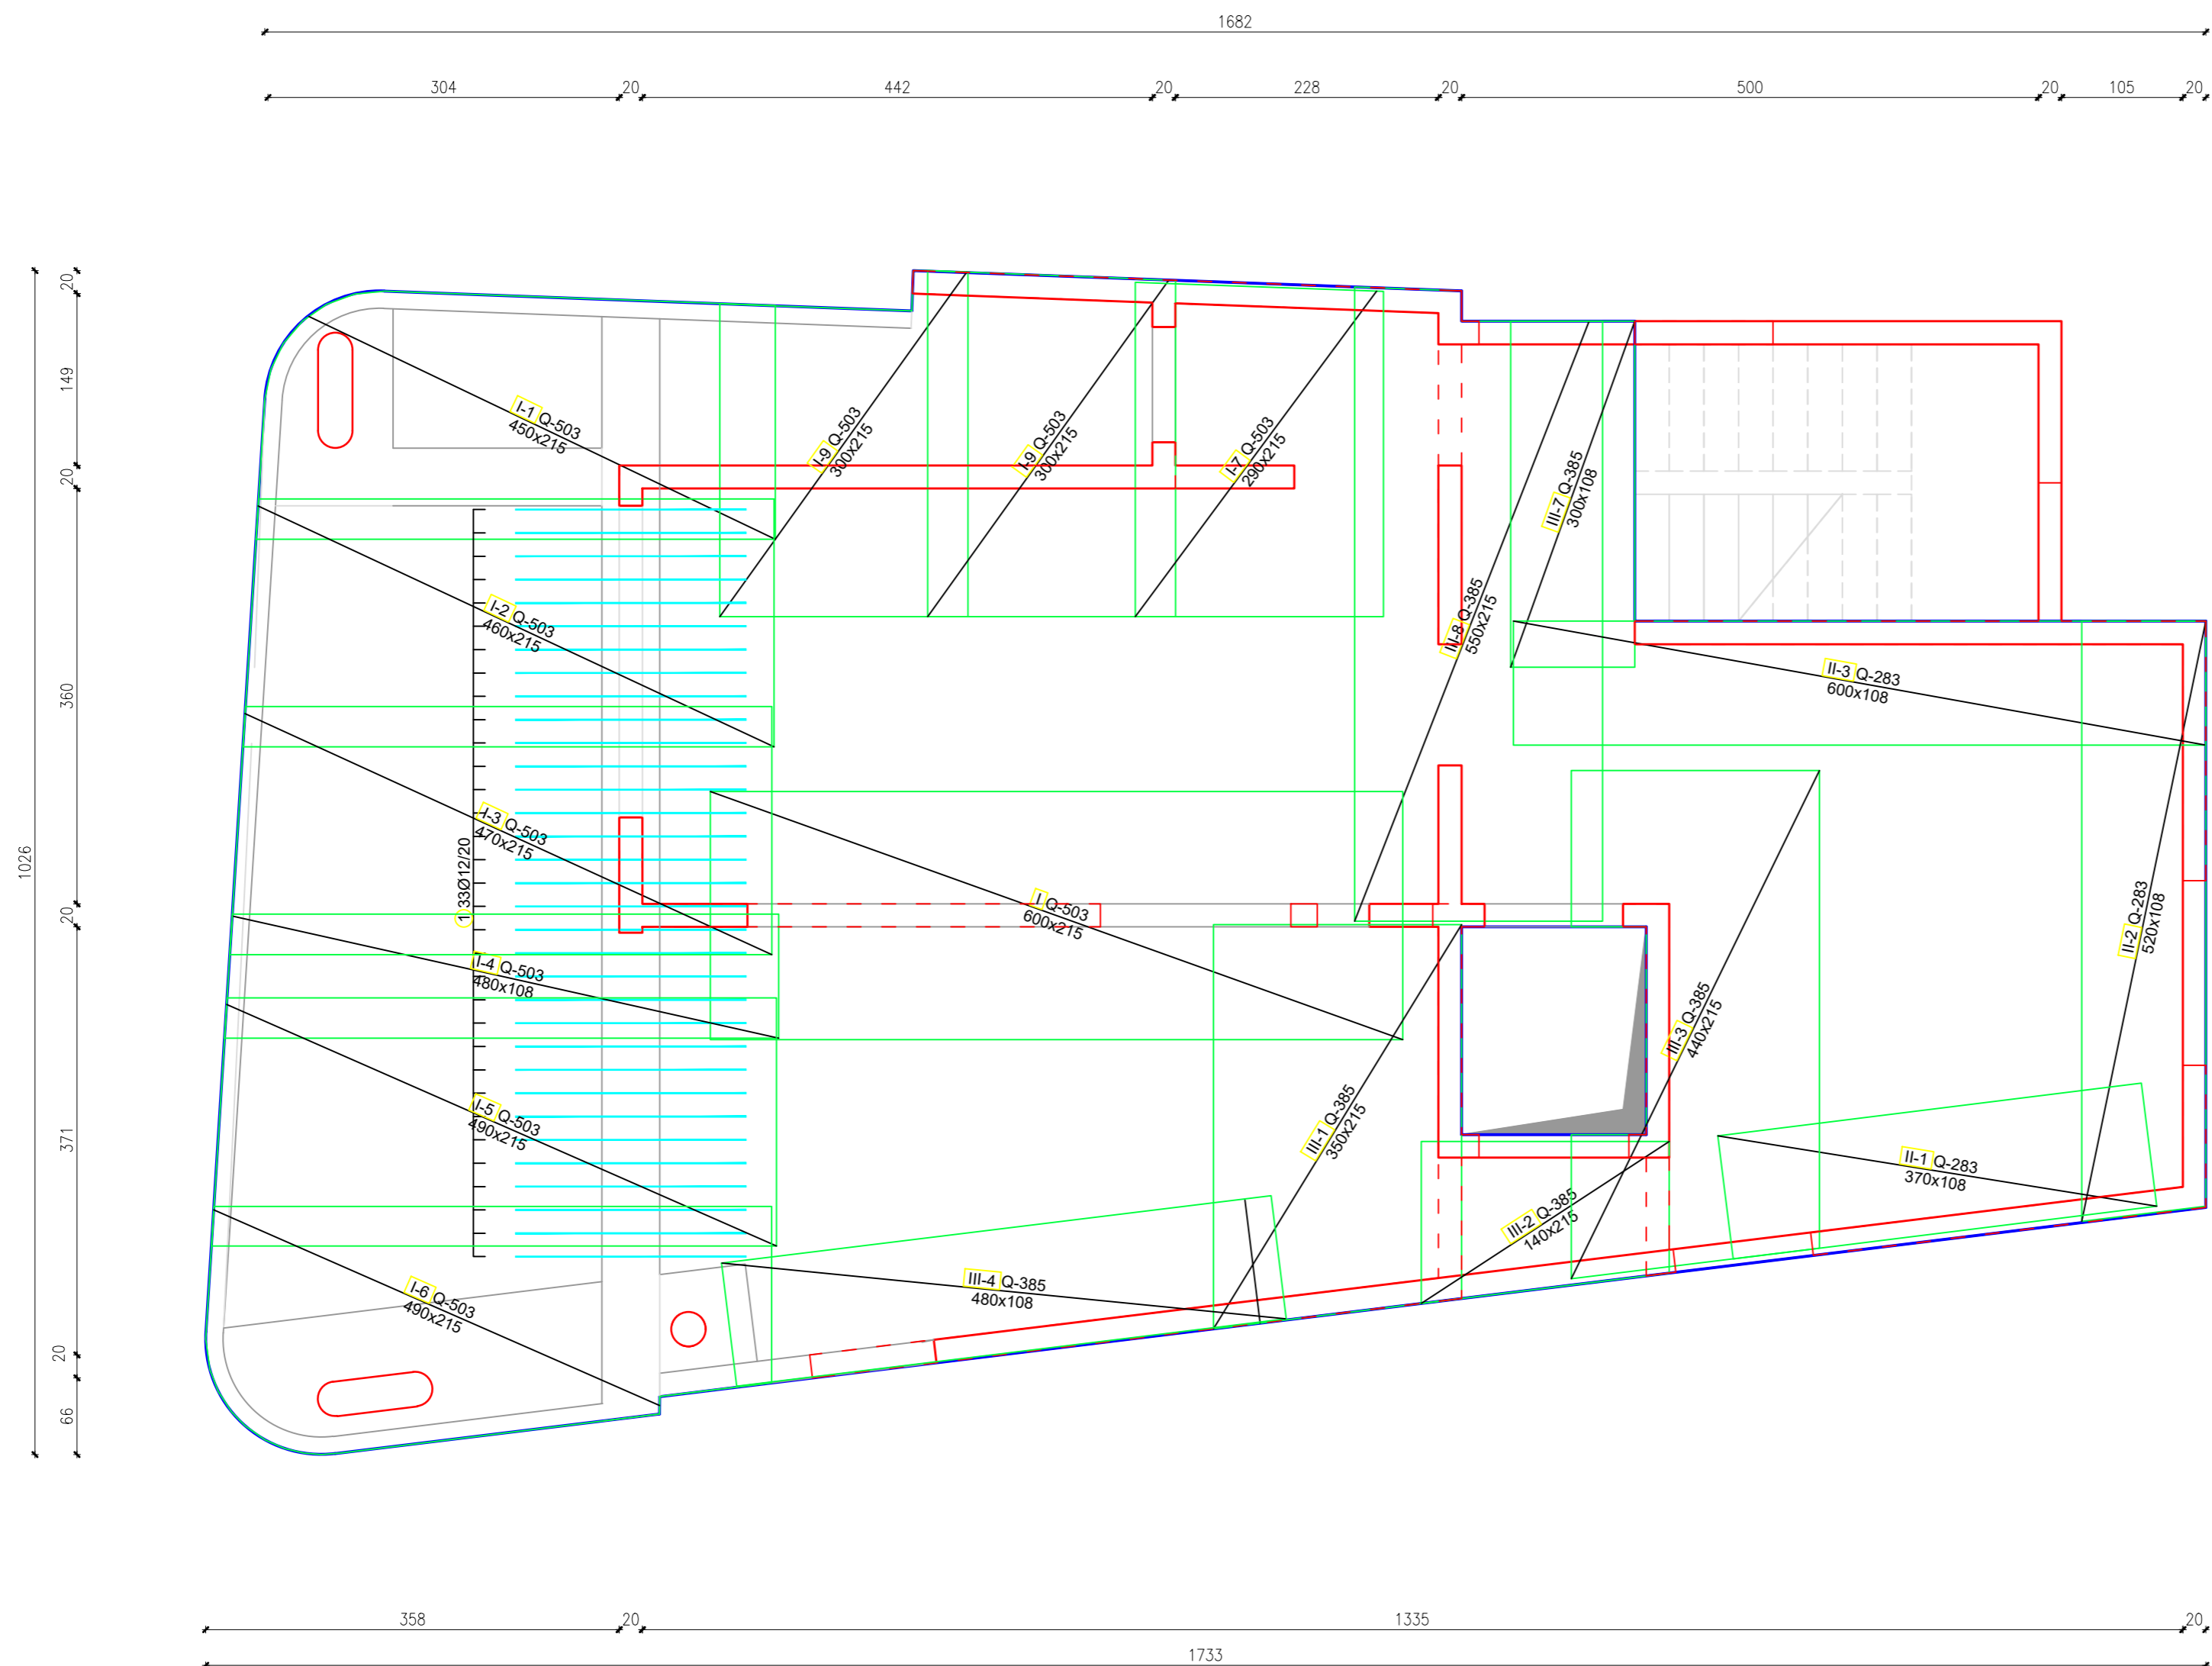 1682
304
20
442
20
228
20
500
20
105
20
20
149
20
360
20
371
20
66
1026
I-1 Q-503
450x215
I-9 Q-503
300x215
I-9 Q-503
300x215
I-7 Q-503
290x215
III-7 Q-385
300x108
III-8 Q-385
550x215
I-2 Q-503
460x215
II-3 Q-283
600x108
I-3 Q-503
470x215
1 33Ø12/20
I Q-503
600x215
II-2 Q-283
520x108
I-4 Q-503
480x108
III-3 Q-385
440x215
I-5 Q-503
490x215
III-1 Q-385
350x215
II-1 Q-283
370x108
III-2 Q-385
140x215
I-6 Q-503
490x215
III-4 Q-385
480x108
358
20
1335
20
1733